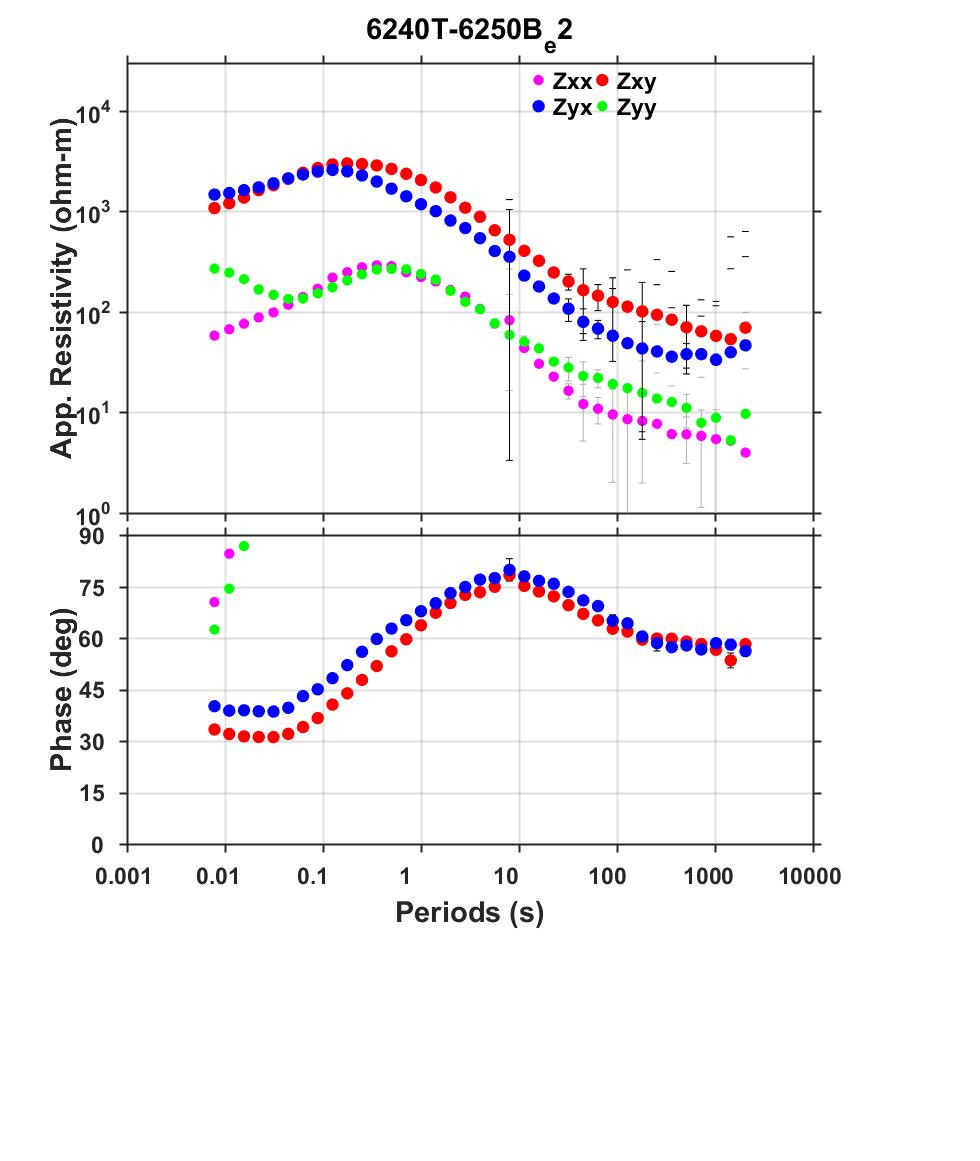 6240T-6250Be2
Zxx Zxy
Zyx Zyy
App. Resistivity (ohm-m)
10^4
10^3
10^2
10^1
10^0
Phase (deg)
90
75
60
45
30
15
0
0.001 0.01 0.1 1 10 100 1000 10000
Periods (s)